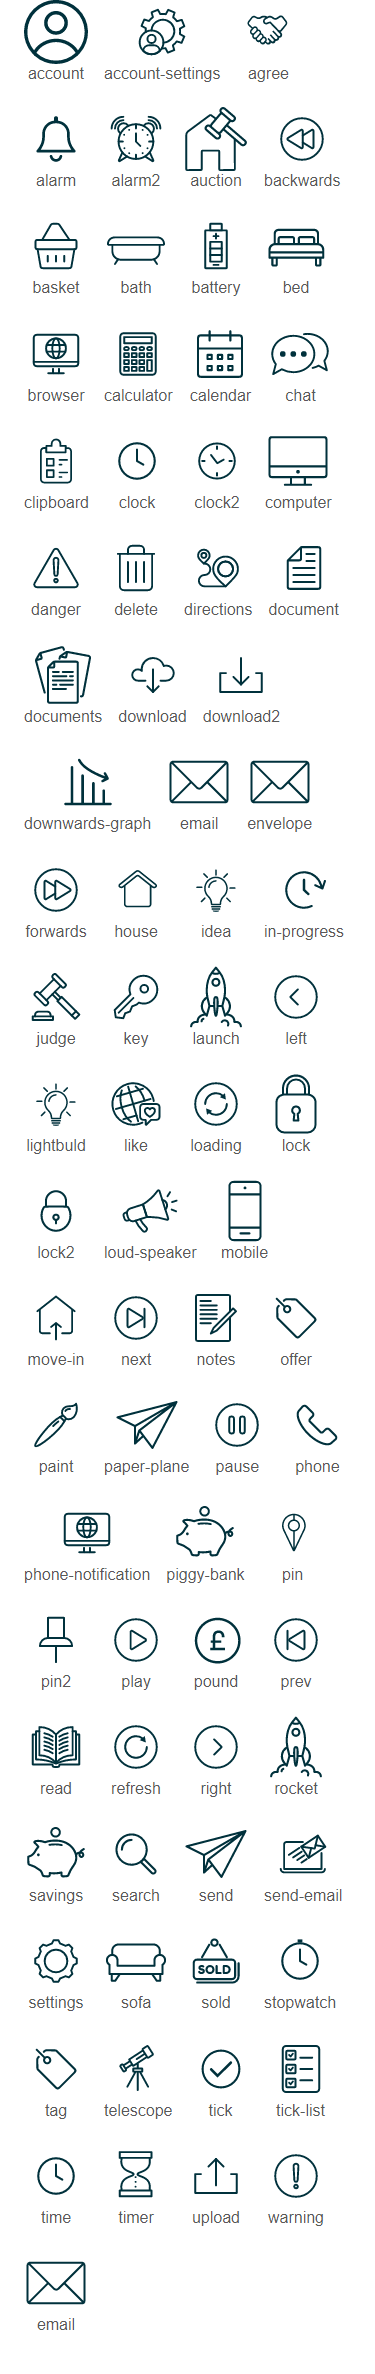 account account-settings agree
alarm alarm2 auction backwards
basket bath battery bed
browser calculator calendar chat
clipboard clock clock2 computer
danger delete directions document
documents download download2
downwards-graph email envelope
forwards house idea in-progress
judge key launch left
lightbuld like loading lock
lock2 loud-speaker mobile
move-in next notes offer
paint paper-plane pause phone
phone-notification piggy-bank pin
£
pin2 play pound prev
read refresh right rocket
savings search send send-email
SOLD
settings sofa sold stopwatch
tag telescope tick tick-list
time timer upload warning
email